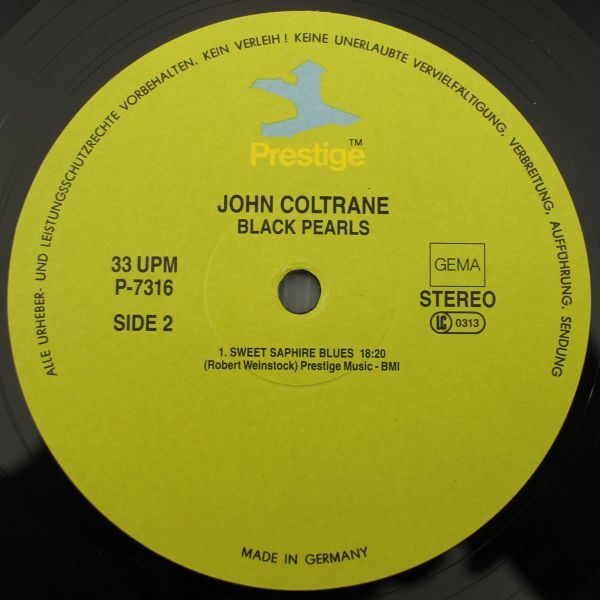 ALLE URHEBER- UND LEISTUNGSSCHUTZRECHTE VORBEHALTEN. KEIN VERLEIH! KEINE UNERLAUBTE VERVIELFÄLTIGUNG, VERBREITUNG, AUFFÜHRUNG, SENDUNG
Prestige™
JOHN COLTRANE
BLACK PEARLS
33 UPM
P-7316
SIDE 2
GEMA
STEREO
LC 0313
1. SWEET SAPHIRE BLUES 18:20
(Robert Weinstock) Prestige Music - BMI
MADE IN GERMANY